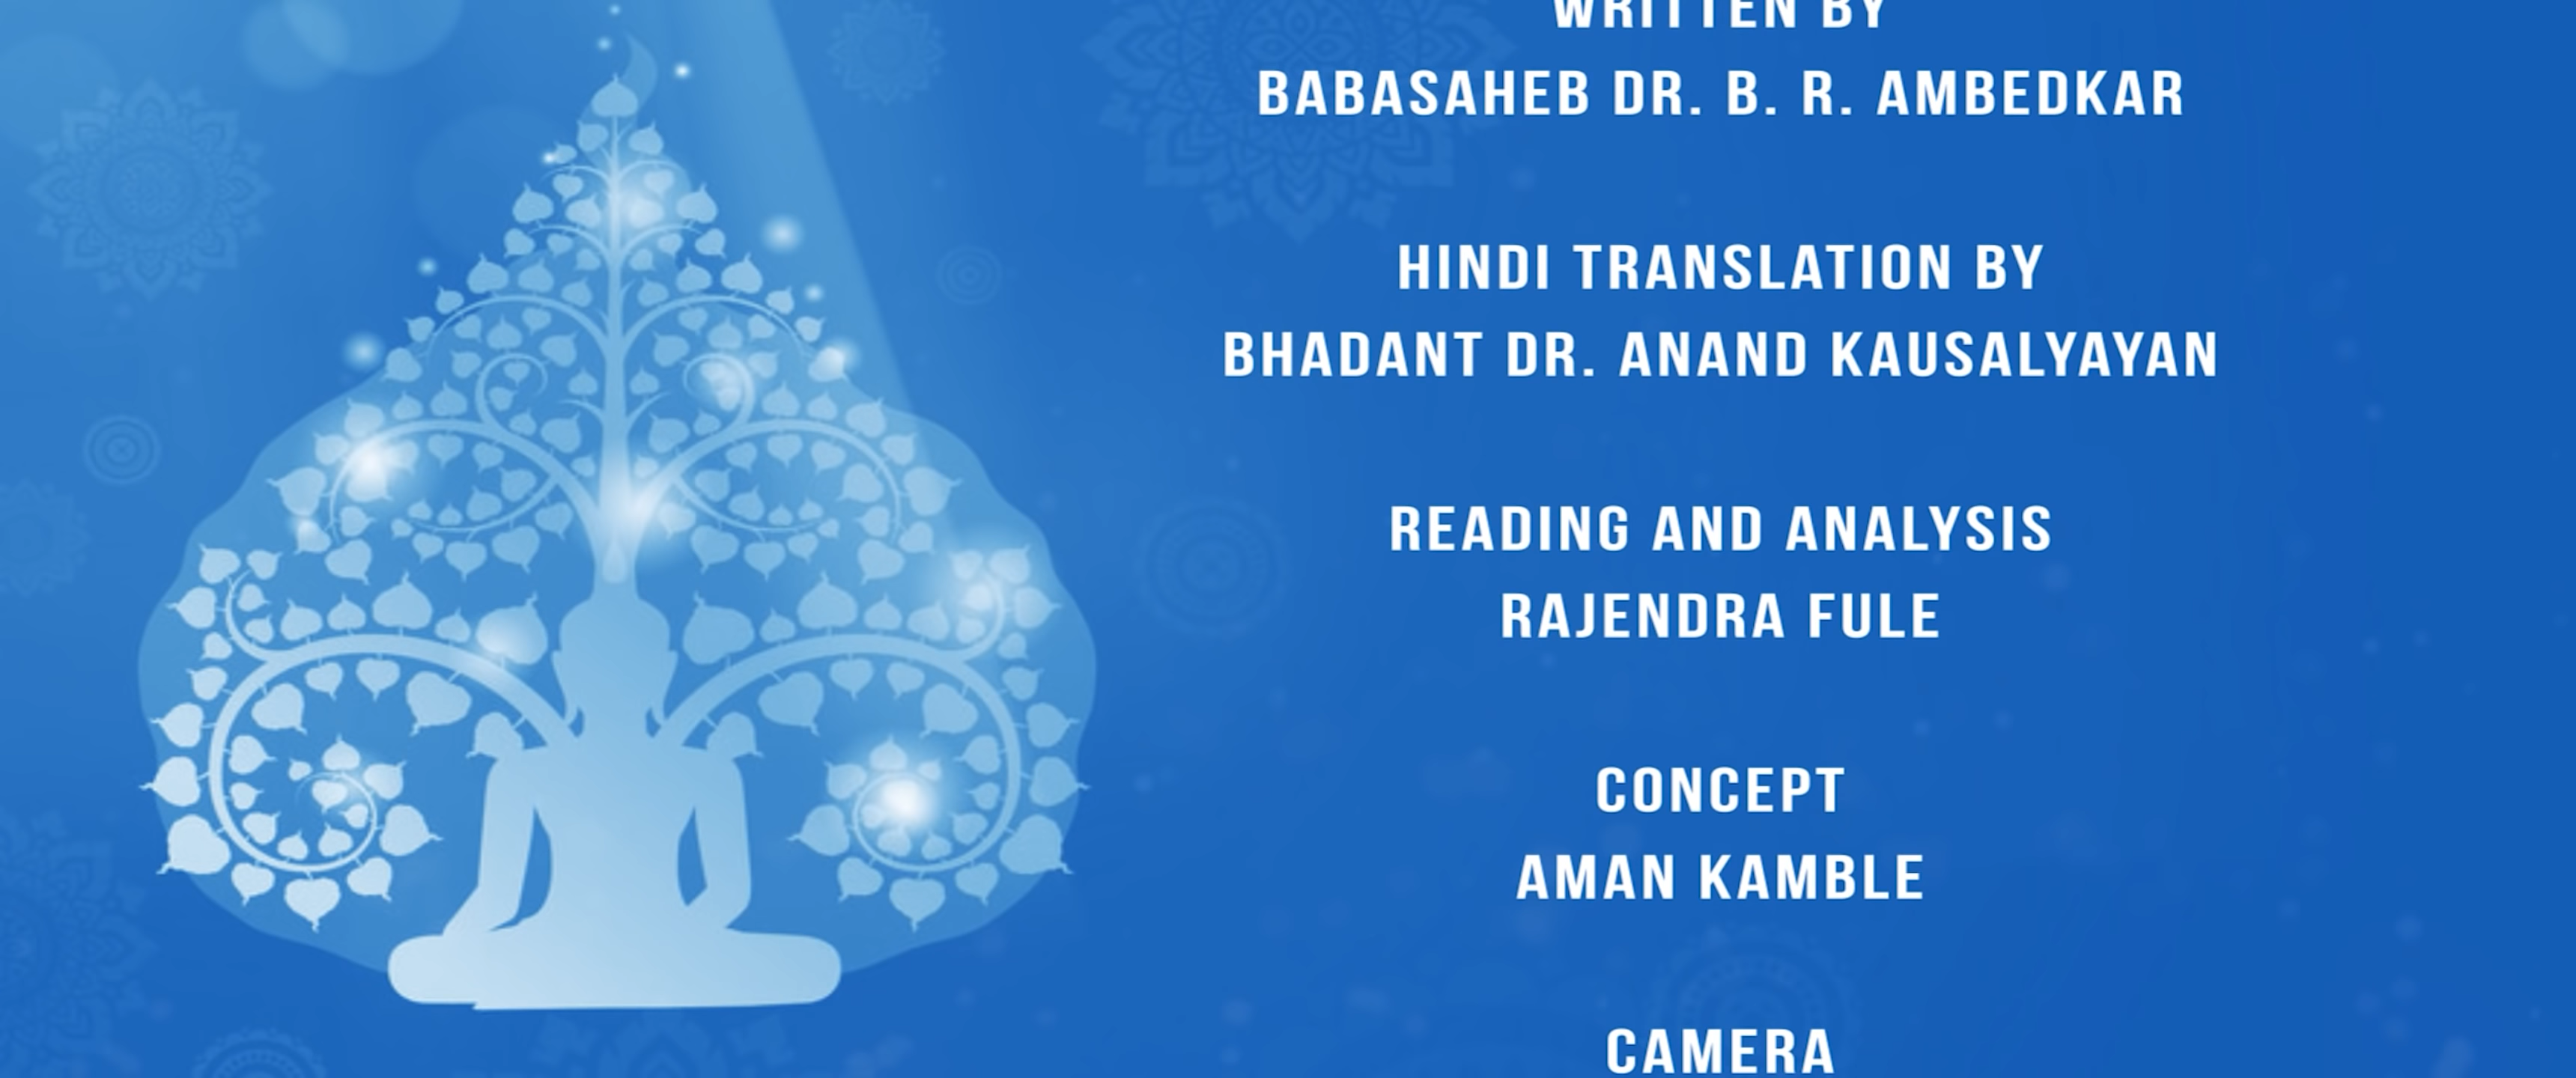 WRITTEN BY
BABASAHEB DR. B. R. AMBEDKAR
HINDI TRANSLATION BY
BHADANT DR. ANAND KAUSALYAYAN
READING AND ANALYSIS
RAJENDRA FULE
CONCEPT
AMAN KAMBLE
CAMERA